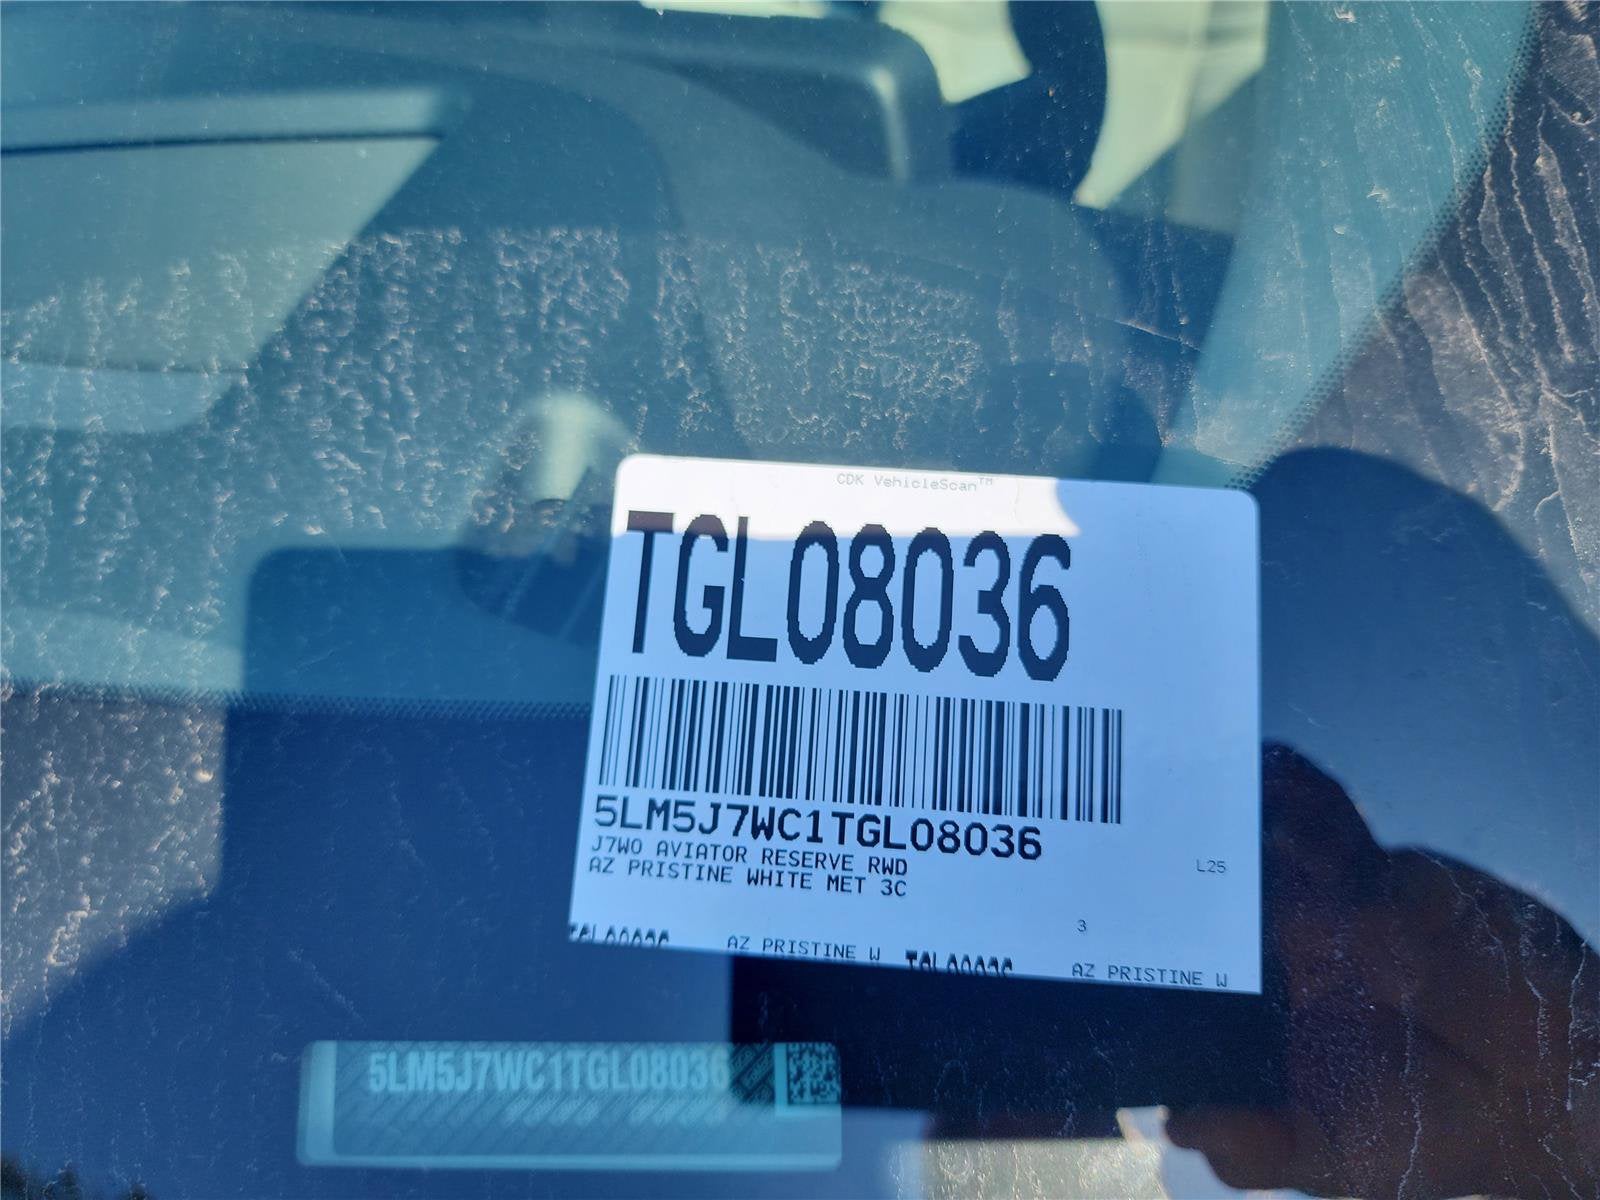 CDK VehicleScan™
TGL08036
5LM5J7WC1TGL08036
J7W0 AVIATOR RESERVE RWD
AZ PRISTINE WHITE MET 3C
L25
3
AZ PRISTINE W
AZ PRISTINE W
5LM5J7WC1TGL08036